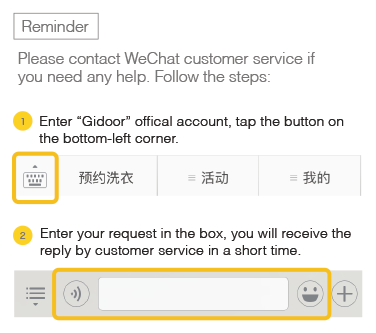 Reminder
Please contact WeChat customer service if
you need any help. Follow the steps:
1 Enter “Gidoor” offical account, tap the button on
the bottom-left corner.
预约洗衣 活动 我的
2 Enter your request in the box, you will receive the
reply by customer service in a short time.